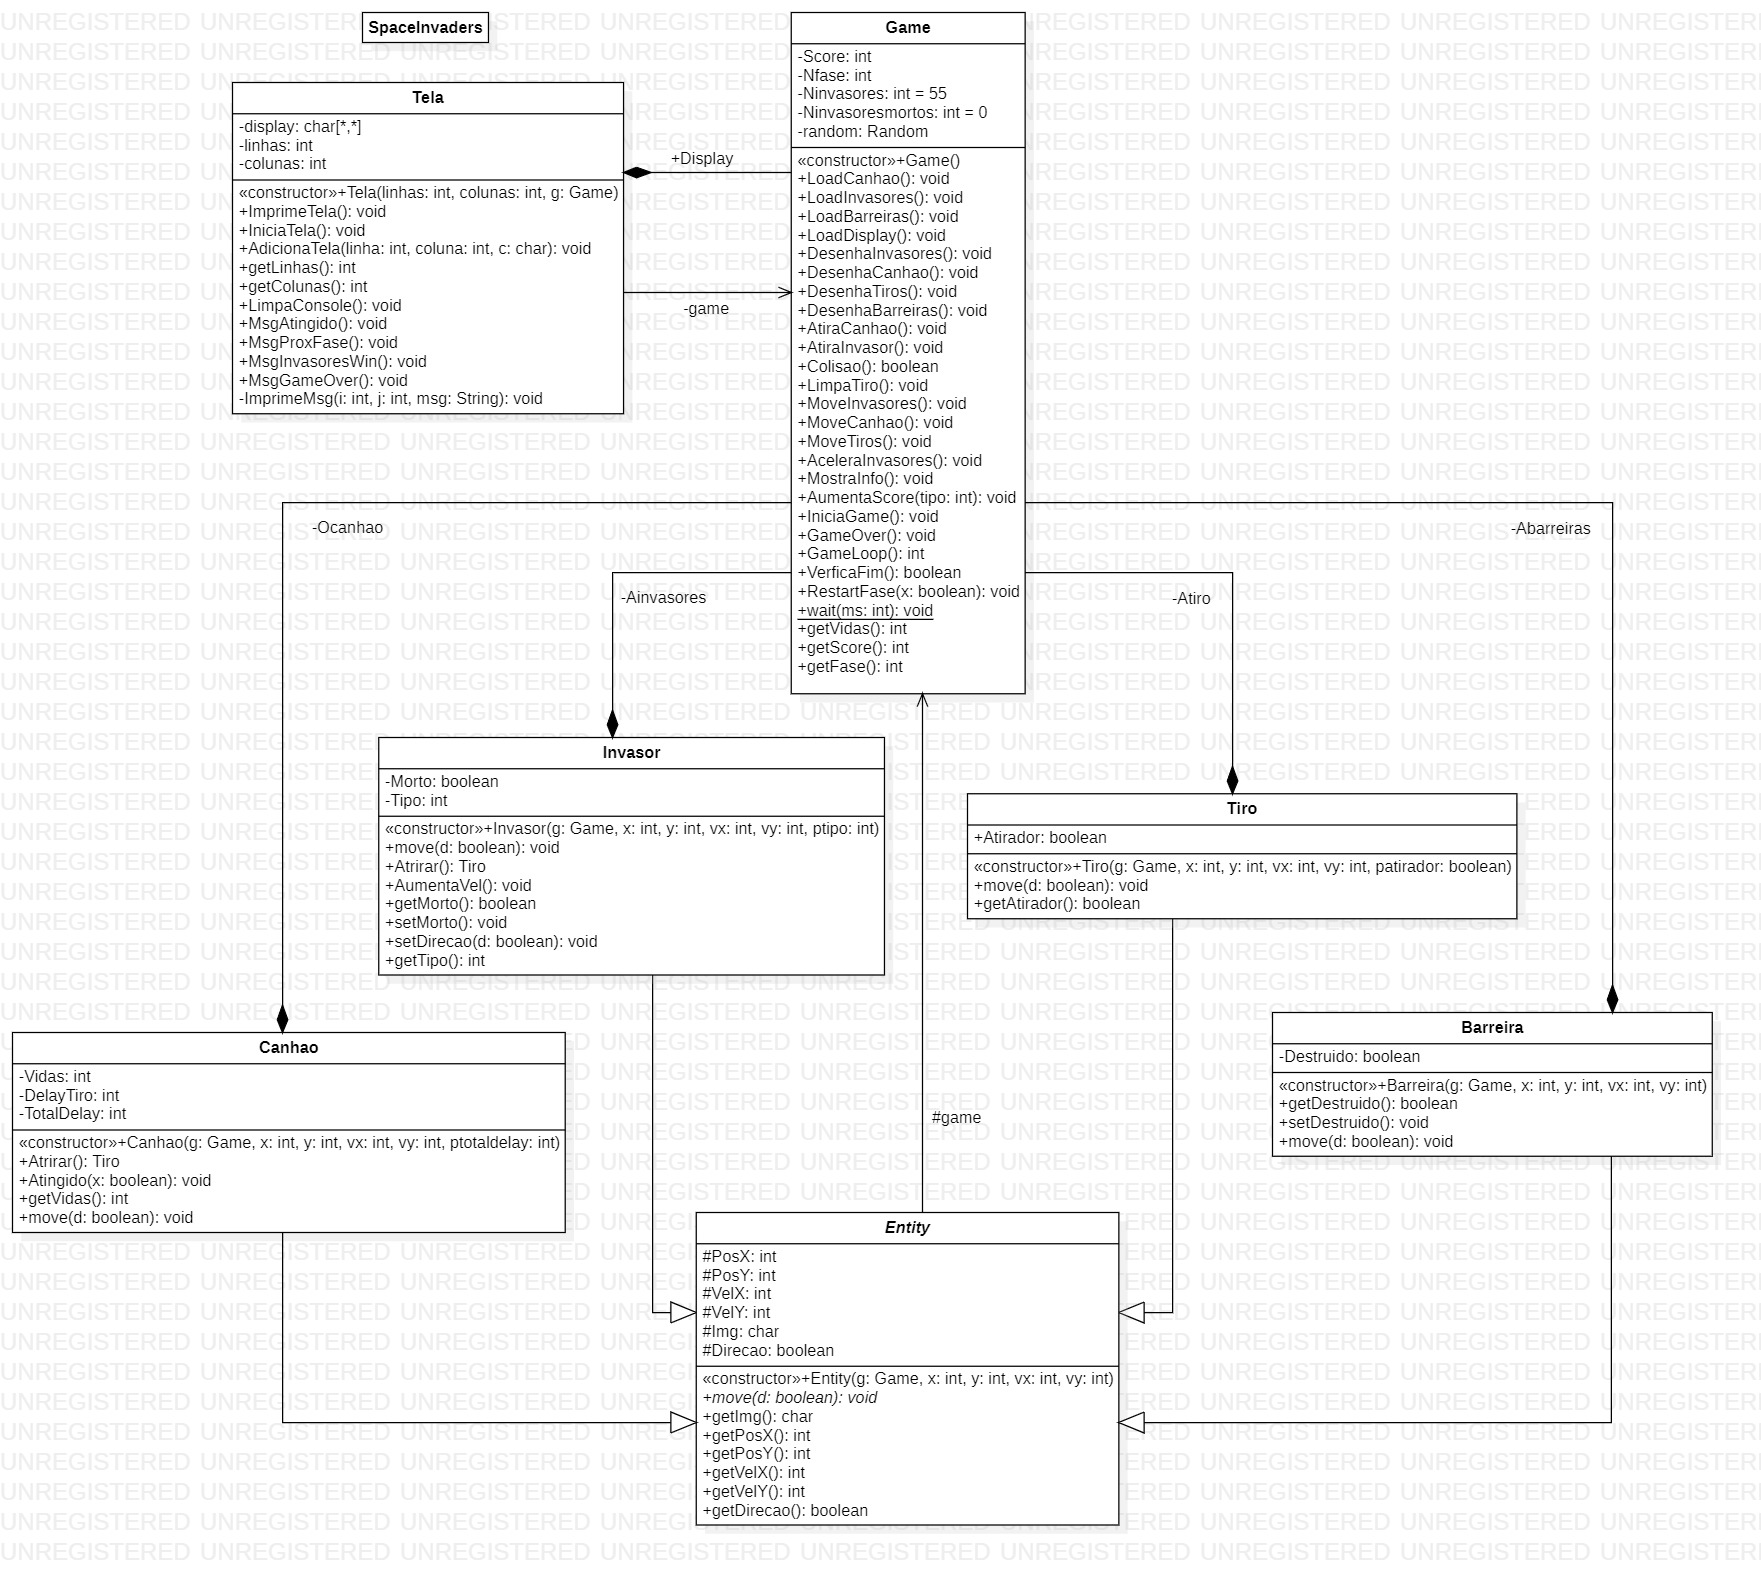 SpaceInvaders
Game
-Score: int
-Nfase: int
-Ninvasores: int = 55
-Ninvasoresmortos: int = 0
-random: Random
«constructor»+Game()
+LoadCanhao(): void
+LoadInvasores(): void
+LoadBarreiras(): void
+LoadDisplay(): void
+DesenhaInvasores(): void
+DesenhaCanhao(): void
+DesenhaTiros(): void
+DesenhaBarreiras(): void
+AtiraCanhao(): void
+AtiraInvasor(): void
+Colisao(): boolean
+LimpaTiro(): void
+MoveInvasores(): void
+MoveCanhao(): void
+MoveTiros(): void
+AceleraInvasores(): void
+MostraInfo(): void
+AumentaScore(tipo: int): void
+IniciaGame(): void
+GameOver(): void
+GameLoop(): int
+VerficaFim(): boolean
+RestartFase(x: boolean): void
+wait(ms: int): void
+getVidas(): int
+getScore(): int
+getFase(): int
Tela
-display: char[*,*]
-linhas: int
-colunas: int
«constructor»+Tela(linhas: int, colunas: int, g: Game)
+ImprimeTela(): void
+IniciaTela(): void
+AdicionaTela(linha: int, coluna: int, c: char): void
+getLinhas(): int
+getColunas(): int
+LimpaConsole(): void
+MsgAtingido(): void
+MsgProxFase(): void
+MsgInvasoresWin(): void
+MsgGameOver(): void
-ImprimeMsg(i: int, j: int, msg: String): void
+Display
-game
-Ocanhao
-Ainvasores
-Atiro
-Abarreiras
Invasor
-Morto: boolean
-Tipo: int
«constructor»+Invasor(g: Game, x: int, y: int, vx: int, vy: int, ptipo: int)
+move(d: boolean): void
+Atrirar(): Tiro
+AumentaVel(): void
+getMorto(): boolean
+setMorto(): void
+setDirecao(d: boolean): void
+getTipo(): int
Tiro
+Atirador: boolean
«constructor»+Tiro(g: Game, x: int, y: int, vx: int, vy: int, patirador: boolean)
+move(d: boolean): void
+getAtirador(): boolean
Canhao
-Vidas: int
-DelayTiro: int
-TotalDelay: int
«constructor»+Canhao(g: Game, x: int, y: int, vx: int, vy: int, ptotaldelay: int)
+Atrirar(): Tiro
+Atingido(x: boolean): void
+getVidas(): int
+move(d: boolean): void
Barreira
-Destruido: boolean
«constructor»+Barreira(g: Game, x: int, y: int, vx: int, vy: int)
+getDestruido(): boolean
+setDestruido(): void
+move(d: boolean): void
#game
Entity
#PosX: int
#PosY: int
#VelX: int
#VelY: int
#Img: char
#Direcao: boolean
«constructor»+Entity(g: Game, x: int, y: int, vx: int, vy: int)
+move(d: boolean): void
+getImg(): char
+getPosX(): int
+getPosY(): int
+getVelX(): int
+getVelY(): int
+getDirecao(): boolean